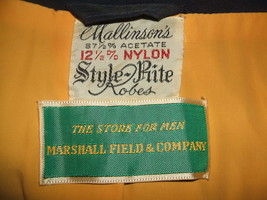 Mallinson's
87½% ACETATE
12½% NYLON
Style-Rite
Robes
THE STORE FOR MEN
MARSHALL FIELD & COMPANY